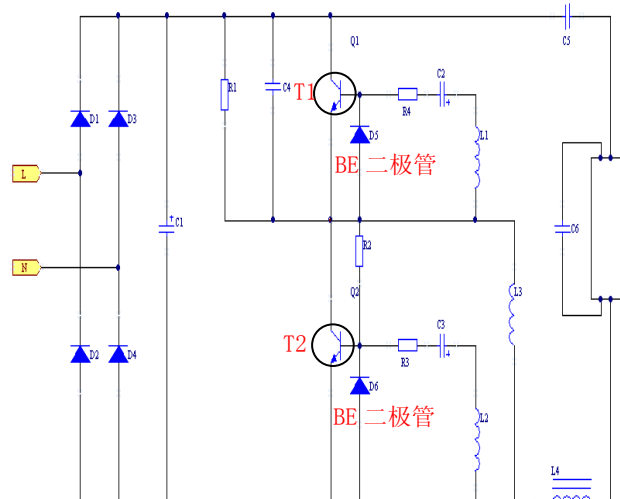 Q1
C5
R1
C4
T1
C2
D1
D3
R4
D5
L1
BE 二极管
L
C1
R2
C6
N
Q2
L3
T2
C3
D2
D4
R3
D6
BE 二极管
L2
L4